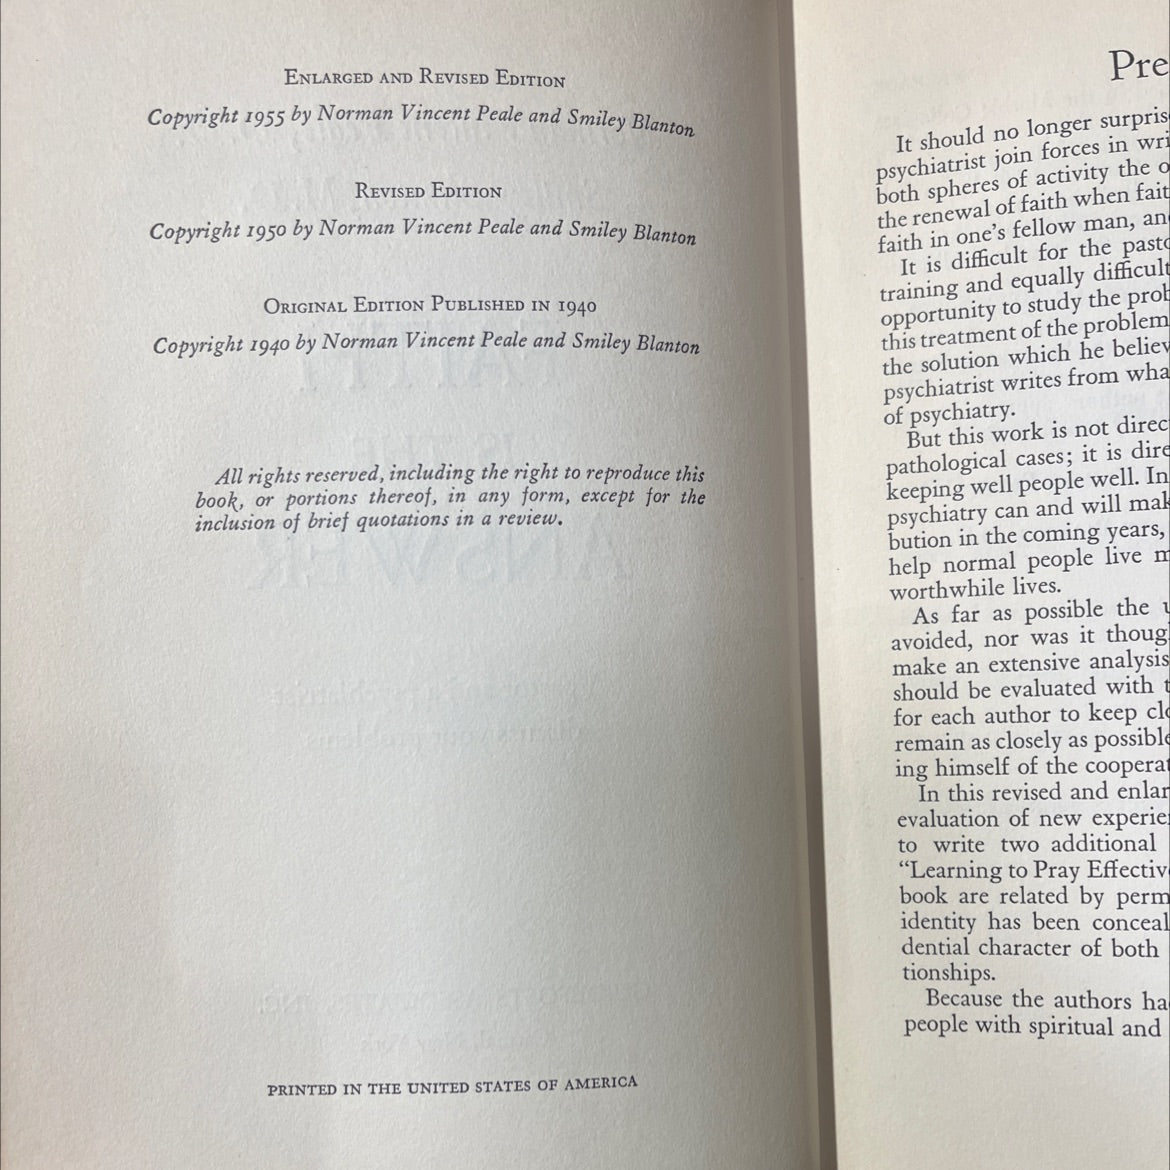 Enlarged and Revised Edition
Copyright 1955 by Norman Vincent Peale and Smiley Blanton
Revised Edition
Copyright 1950 by Norman Vincent Peale and Smiley Blanton
Original Edition Published in 1940
Copyright 1940 by Norman Vincent Peale and Smiley Blanton
All rights reserved, including the right to reproduce this
book, or portions thereof, in any form, except for the
inclusion of brief quotations in a review.
PRINTED IN THE UNITED STATES OF AMERICA
Pre
It should no longer surpris
psychiatrist join forces in wri
both spheres of activity the o
the renewal of faith when fait
faith in one's fellow man, an
It is difficult for the pasto
training and equally difficult
opportunity to study the prob
this treatment of the problem
the solution which he believ
psychiatrist writes from wha
of psychiatry.
But this work is not direc
pathological cases; it is dire
keeping well people well. In
psychiatry can and will mak
bution in the coming years,
help normal people live m
worthwhile lives.
As far as possible the u
avoided, nor was it thoug
make an extensive analysis
should be evaluated with t
for each author to keep clo
remain as closely as possible
ing himself of the cooperat
In this revised and enlar
evaluation of new experie
to write two additional
“Learning to Pray Effectiv
book are related by perm
identity has been conceal
dential character of both
tionships.
Because the authors ha
people with spiritual and